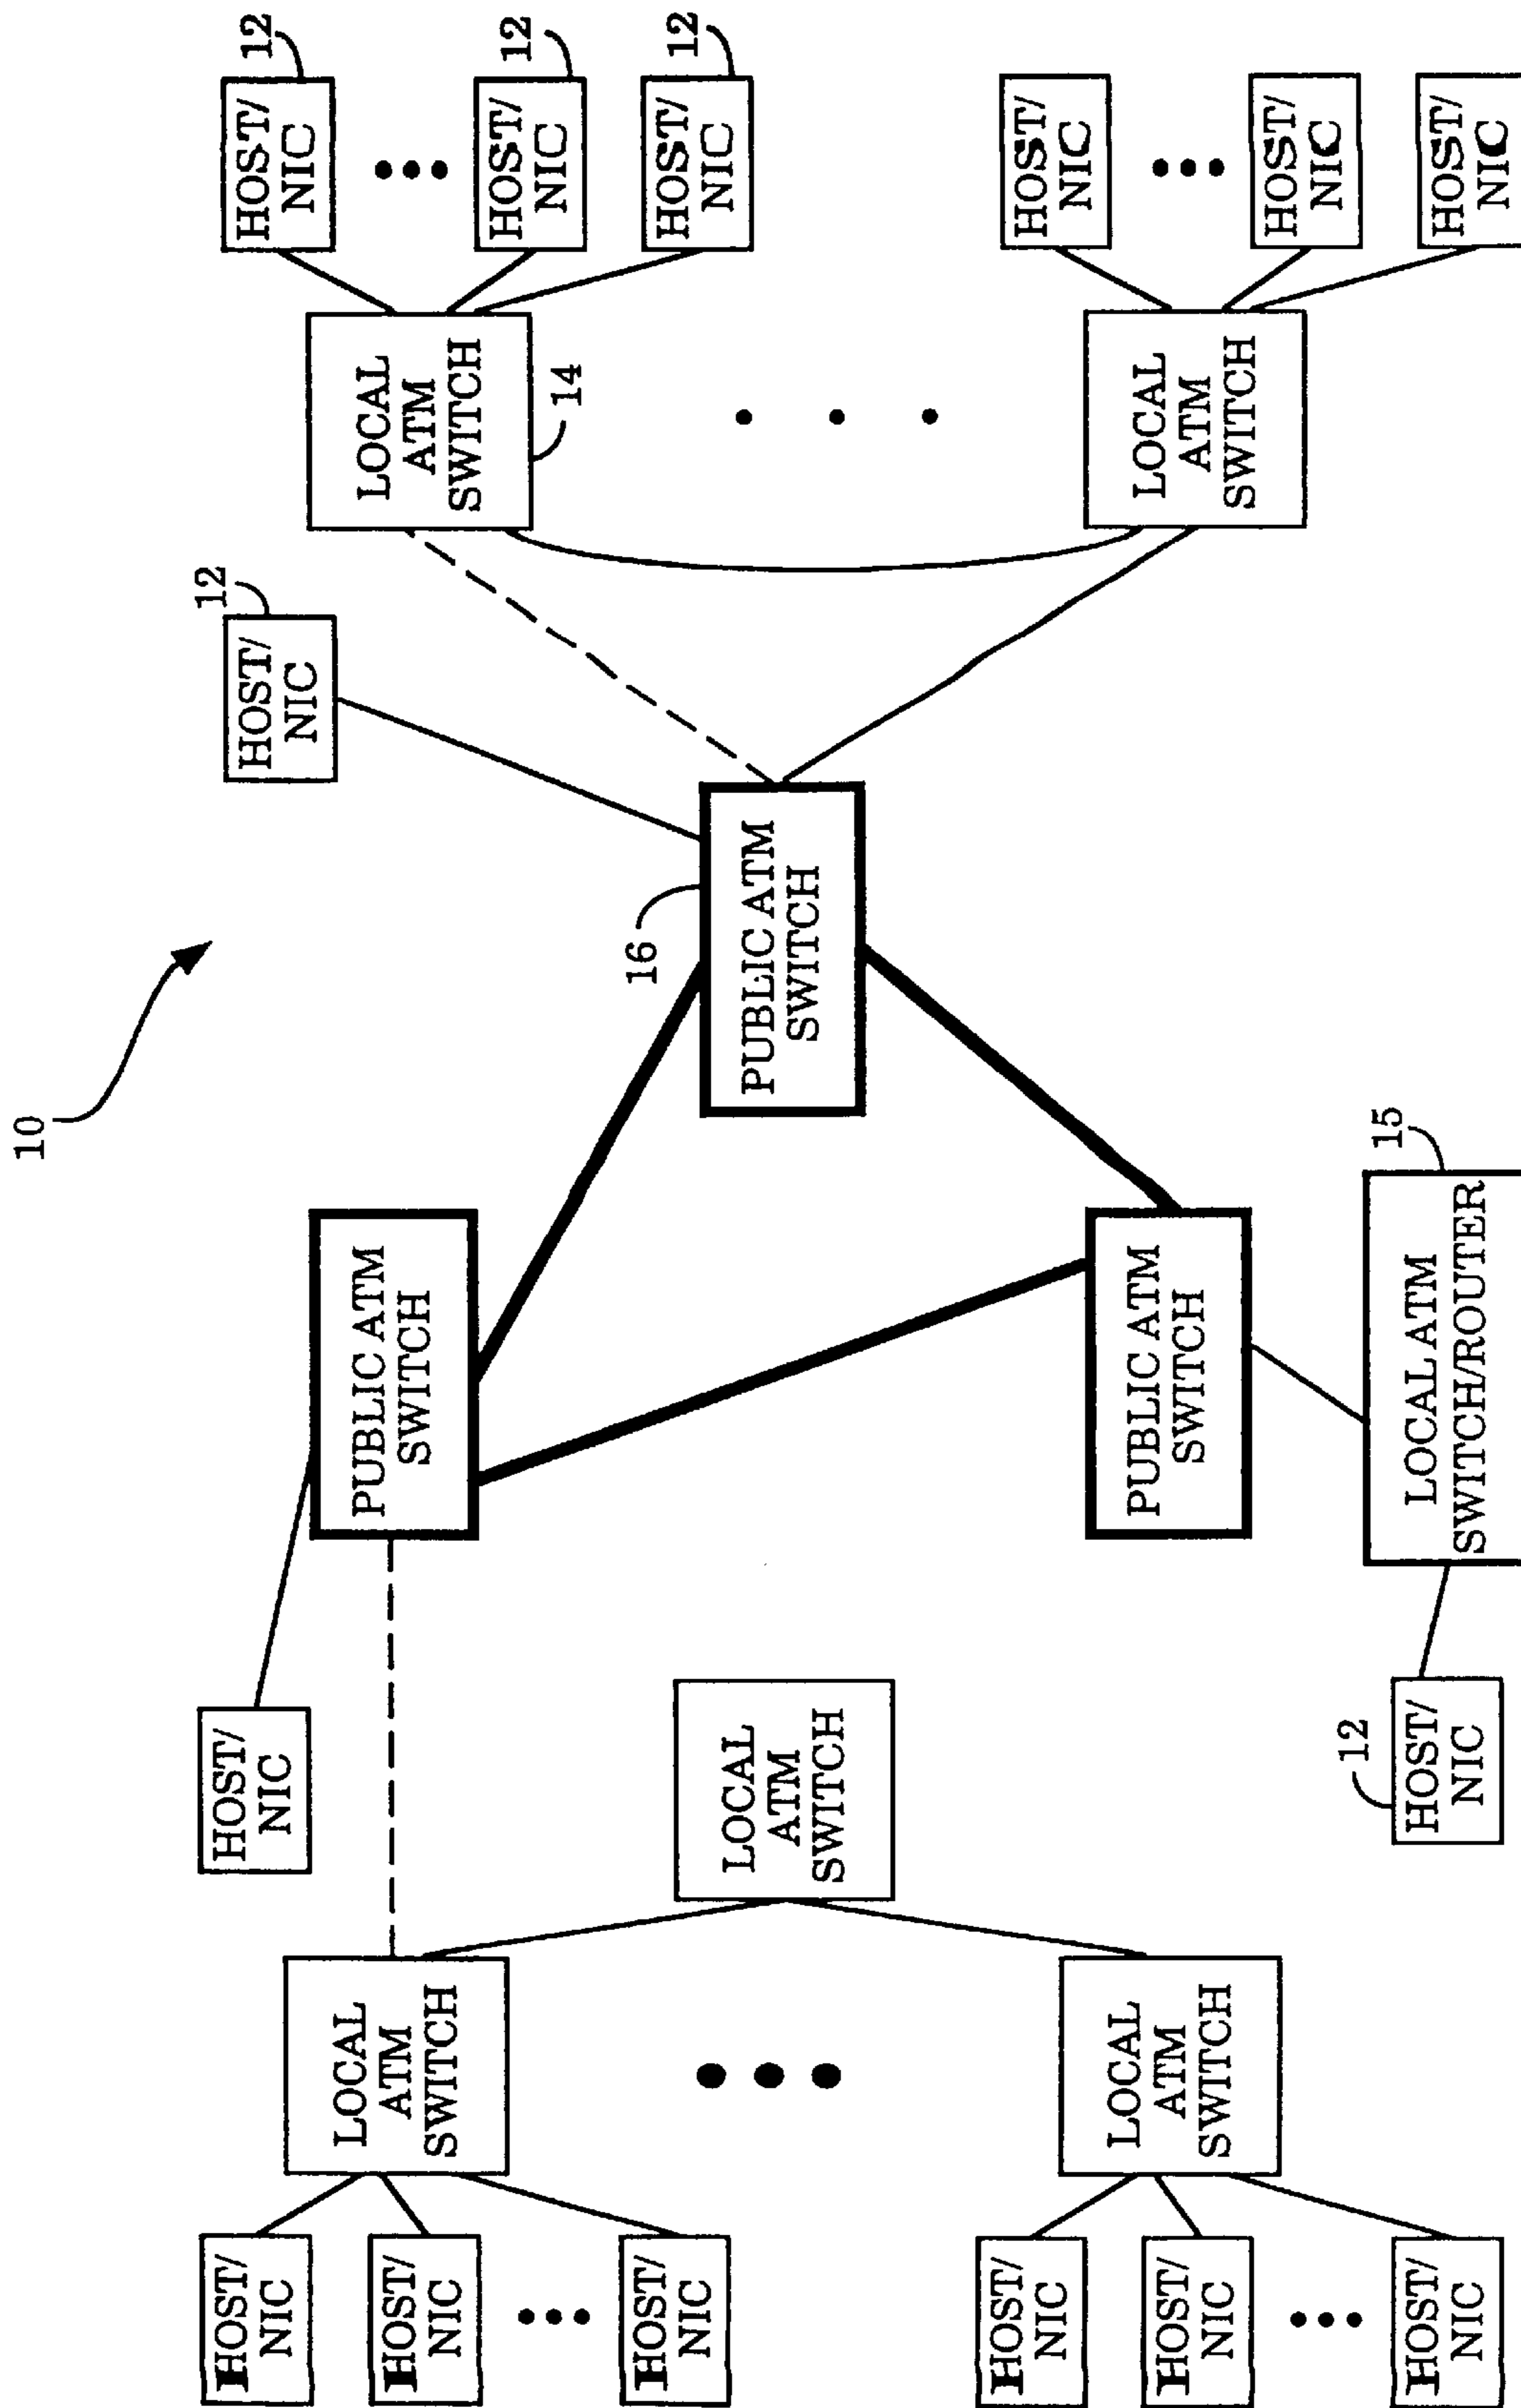 10
HOST/
NIC
HOST/
NIC
HOST/
NIC
12
HOST/
NIC
12
LOCAL
ATM
SWITCH
PUBLIC ATM
SWITCH
LOCAL
ATM
SWITCH
14
HOST/
NIC
HOST/
NIC
12
HOST/
NIC
HOST/
NIC
12
LOCAL
ATM
SWITCH
16
PUBLIC ATM
SWITCH
HOST/
NIC
HOST/
NIC
LOCAL
ATM
SWITCH
PUBLIC ATM
SWITCH
LOCAL
ATM
SWITCH
HOST/
NIC
HOST/
NIC
HOST/
NIC
12
HOST/
NIC
LOCAL ATM
SWITCH/ROUTER
15
HOST/
NIC